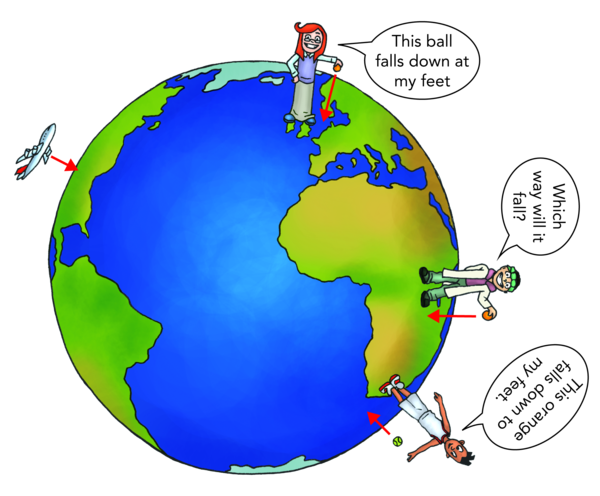 This ball
falls down at
my feet
Which
way will it
fall?
This orange
falls down to
my feet.